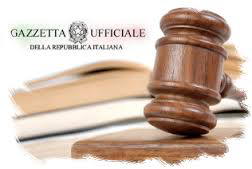 GAZZETTA UFFICIALE
DELLA REPUBBLICA ITALIANA